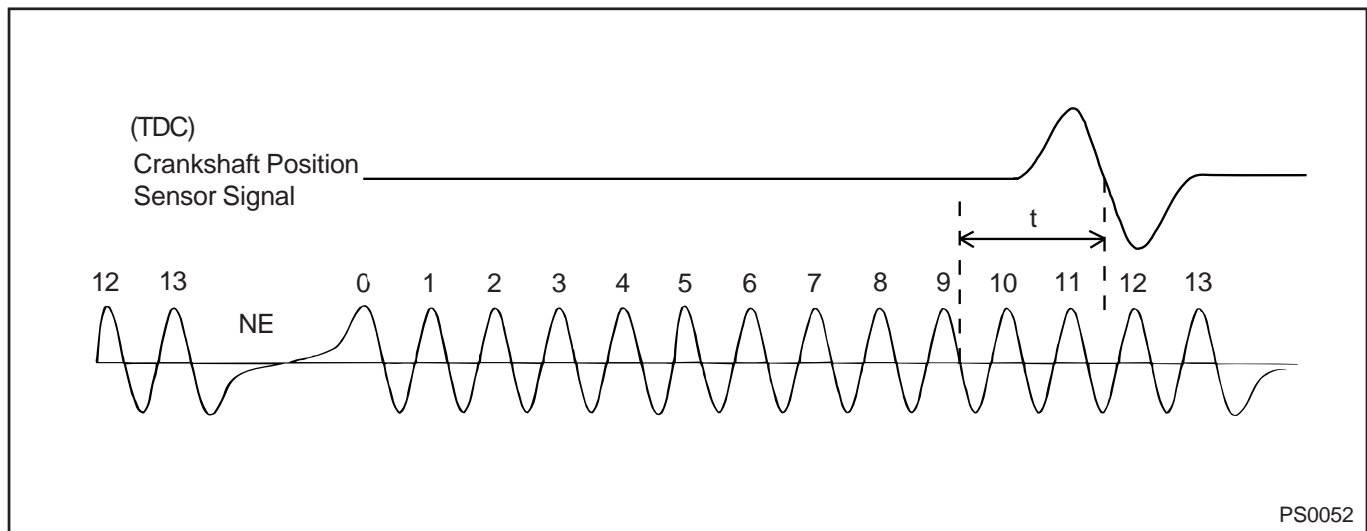 (TDC)
Crankshaft Position
Sensor Signal
t
12 13 0 1 2 3 4 5 6 7 8 9 10 11 12 13
NE
PS0052